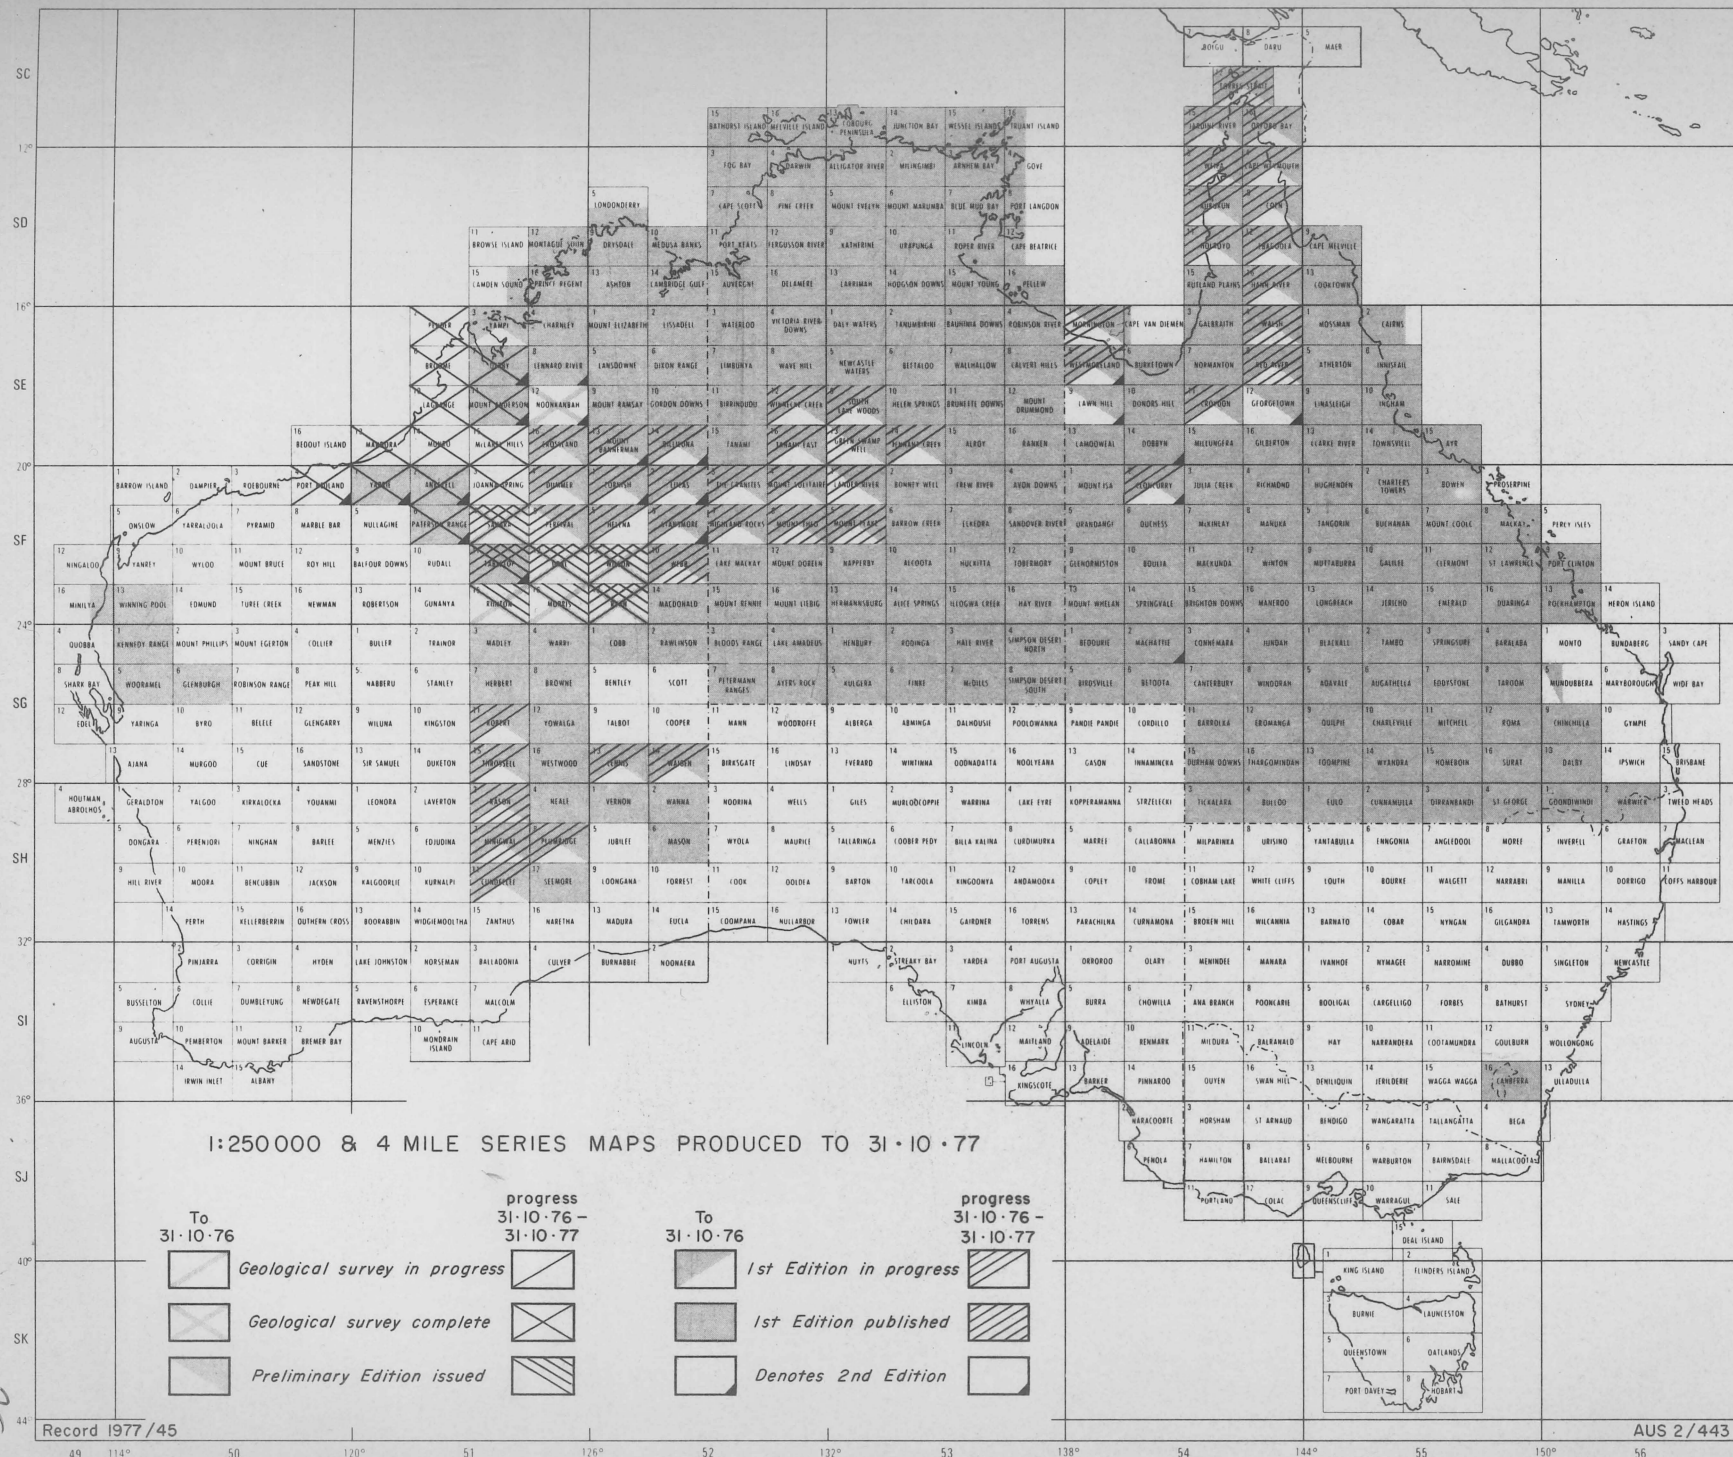 BOIGU DARU MAER
SC
TORRES STRAIT
BATHURST ISLAND MELVILLE ISLAND COBOURG PENINSULA JUNCTION BAY WESSEL ISLANDS TRUANT ISLAND JARDINE RIVER ORFORD BAY
12°
FOG BAY DARWIN ALLIGATOR RIVER MILINGIMBI ARNHEM BAY GOVE WEIPA CAPE WEYMOUTH
LONDONDERRY CAPE SCOTT PINE CREEK MOUNT EVELYN MOUNT MARUMBA BLUE MUD BAY PORT LANGDON AURUKUN COEN
SD
BROWSE ISLAND MONTAGUE SOUND DRYSDALE MEDUSA BANKS PORT KEATS FERGUSSON RIVER KATHERINE URAPUNGA ROPER RIVER CAPE BEATRICE HOLROYD EBAGOOLA CAPE MELVILLE
CAMDEN SOUND PRINCE REGENT ASHTON CAMBRIDGE GULF AUVERGNE DELAMERE LARRIMAH HODGSON DOWNS MOUNT YOUNG PELLEW RUTLAND PLAINS HANN RIVER COOKTOWN
16°
PENDER YAMPI CHARNLEY MOUNT ELIZABETH LISSADELL WATERLOO VICTORIA RIVER DOWNS DALY WATERS TANUMBIRINI BAUHINIA DOWNS ROBINSON RIVER MORNINGTON CAPE VAN DIEMEN GALBRAITH WALSH MOSSMAN CAIRNS
SE
BROOME DERBY LENNARD RIVER LANSDOWNE DIXON RANGE LIMBUNYA WAVE HILL NEWCASTLE WATERS BEETALOO WALLHALLOW CALVERT HILLS WESTMORELAND BURKETOWN NORMANTON RED RIVER ATHERTON INNISFAIL
LAGRANGE MOUNT ANDERSON NOONKANBAH MOUNT RAMSAY GORDON DOWNS BIRRINDUDU WINNECKE CREEK SOUTH LAKE WOODS HELEN SPRINGS BRUNETTE DOWNS MOUNT DRUMMOND LAWN HILL DONORS HILL CROYDON GEORGETOWN EINASLEIGH INGHAM
BEDOUT ISLAND MANDORA MUNRO McLARTY HILLS CROSSLAND MOUNT BANNERMAN BILLILUNA TANAMI TANAMI EAST GREEN SWAMP WELL TENNANT CREEK ALROY RANKEN CAMOOWEAL DOBBYN MILLUNGERA GILBERTON CLARKE RIVER TOWNSVILLE AYR
20°
BARROW ISLAND DAMPIER ROEBOURNE PORT HEDLAND YARRIE ANKETELL JOANNA SPRING DUMMER CORNISH LUCAS THE GRANITES MOUNT SOLITAIRE LANDER RIVER BONNEY WELL FREW RIVER AVON DOWNS MOUNT ISA CLONCURRY JULIA CREEK RICHMOND HUGHENDEN CHARTERS TOWERS BOWEN PROSERPINE
SF
ONSLOW YARRALOOLA PYRAMID MARBLE BAR NULLAGINE PATERSON RANGE SAHARA PERCIVAL HELENA STANSMORE HIGHLAND ROCKS MOUNT THEO MOUNT PEAKE BARROW CREEK ELKEDRA SANDOVER RIVER URANDANGI DUCHESS McKINLAY MANUKA TANGORIN BUCHANAN MOUNT COOLON MACKAY PERCY ISLES
NINGALOO YANREY WYLOO MOUNT BRUCE ROY HILL BALFOUR DOWNS RUDALL TABLETOP URAL WILSON WEBB LAKE MACKAY MOUNT DOREEN NAPPERBY ALCOOTA HUCKITTA TOBERMORY GLENORMISTON BOULIA MACKUNDA WINTON MUTTABURRA GALILEE CLERMONT ST LAWRENCE PORT CLINTON
MINILYA WINNING POOL EDMUND TUREE CREEK NEWMAN ROBERTSON GUNANYA RUNTON MORRIS RYAN MACDONALD MOUNT RENNIE MOUNT LIEBIG HERMANNSBURG ALICE SPRINGS ILLOGWA CREEK HAY RIVER MOUNT WHELAN SPRINGVALE BRIGHTON DOWNS MANEROO LONGREACH JERICHO EMERALD DUARINGA ROCKHAMPTON HERON ISLAND
24°
QUOBBA KENNEDY RANGE MOUNT PHILLIPS MOUNT EGERTON COLLIER BULLER TRAINOR MADLEY WARRI COBB RAWLINSON BLOODS RANGE LAKE AMADEUS HENBURY RODINGA HALE RIVER SIMPSON DESERT NORTH BEDOURIE MACHATTIE CONNEMARA JUNDAH BLACKALL TAMBO SPRINGSURE BARALABA MONTO BUNDABERG SANDY CAPE
SG
SHARK BAY WOORAMEL GLENBURGH ROBINSON RANGE PEAK HILL NABBERU STANLEY HERBERT BROWNE BENTLEY SCOTT PETERMANN RANGES AYERS ROCK KULGERA FINKE McDILLS SIMPSON DESERT SOUTH BIRDSVILLE BETOOTA CANTERBURY WINDORAH ADAVALE AUGATHELLA EDDYSTONE TAROOM MUNDUBBERA MARYBOROUGH WIDE BAY
EDEL YARINGA BYRO BELELE GLENGARRY WILUNA KINGSTON ROBERT YOWALGA TALBOT COOPER MANN WOODROFFE ALBERGA ABMINGA DALHOUSIE POOLOWANNA PANDIE PANDIE CORDILLO BARROLKA EROMANGA QUILPIE CHARLEVILLE MITCHELL ROMA CHINCHILLA GYMPIE
AJANA MURGOO CUE SANDSTONE SIR SAMUEL DUKETON THROSSELL WESTWOOD LENNIS WAIGEN BIRKSGATE LINDSAY EVERARD WINTINNA OODNADATTA NOOLYEANA GASON INNAMINCKA DURHAM DOWNS THARGOMINDAH TOOMPINE WYANDRA HOMEBOIN SURAT DALBY IPSWICH BRISBANE
28°
HOUTMAN ABROLHOS GERALDTON YALGOO KIRKALOCKA YOUANMI LEONORA LAVERTON RASON NEALE VERNON WANNA NOORINA WELLS GILES MURLOOCOPPIE WARRINA LAKE EYRE KOPPERAMANNA STRZELECKI TICKALARA BULLOO EULO CUNNAMULLA DIRRANBANDI ST GEORGE GOONDIWINDI WARWICK TWEED HEADS
SH
DONGARA PERENJORI NINGHAN BARLEE MENZIES EDJUDINA MINIGWAL PLUMRIDGE JUBILEE MASON WYOLA MAURICE TALLARINGA COOBER PEDY BILLA KALINA CURDIMURKA MARREE CALLABONNA MILPARINKA URISINO YANTABULLA ENNGONIA ANGLEDOOL MOREE INVERELL GRAFTON MACLEAN
HILL RIVER MOORA BENCUBBIN JACKSON KALGOORLIE KURNALPI CUNDEELEE SEEMORE LOONGANA FORREST COOK OOLDEA BARTON TARCOOLA KINGOONYA ANDAMOOKA COPLEY FROME COBHAM LAKE WHITE CLIFFS LOUTH BOURKE WALGETT NARRABRI MANILLA DORRIGO COFFS HARBOUR
PERTH KELLERBERRIN SOUTHERN CROSS BOORABBIN WIDGIEMOOLTHA ZANTHUS NARETHA MADURA EUCLA COOMPANA NULLARBOR FOWLER CHILDARA GAIRDNER TORRENS PARACHILNA CURNAMONA BROKEN HILL WILCANNIA BARNATO COBAR NYNGAN GILGANDRA TAMWORTH HASTINGS
32°
PINJARRA CORRIGIN HYDEN LAKE JOHNSTON NORSEMAN BALLADONIA CULVER BURNABBIE NOONAERA NUYTS STREAKY BAY YARDEA PORT AUGUSTA ORROROO OLARY MENINDEE MANARA IVANHOE NYMAGEE NARROMINE DUBBO SINGLETON NEWCASTLE
SI
BUSSELTON COLLIE DUMBLEYUNG NEWDEGATE RAVENSTHORPE ESPERANCE MALCOLM ELLISTON KIMBA WHYALLA BURRA CHOWILLA ANA BRANCH POONCARIE BOOLIGAL CARGELLIGO FORBES BATHURST SYDNEY
AUGUSTA PEMBERTON MOUNT BARKER BREMER BAY MONDRAIN ISLAND CAPE ARID LINCOLN MAITLAND ADELAIDE RENMARK MILDURA BALRANALD HAY NARRANDERA COOTAMUNDRA GOULBURN WOLLONGONG
IRWIN INLET ALBANY KINGSCOTE BARKER PINNAROO OUYEN SWAN HILL DENILIQUIN JERILDERIE WAGGA WAGGA CANBERRA ULLADULLA
36°
NARACOORTE HORSHAM ST ARNAUD BENDIGO WANGARATTA TALLANGATTA BEGA
1:250000 & 4 MILE SERIES MAPS PRODUCED TO 31·10·77
SJ
PENOLA HAMILTON BALLARAT MELBOURNE WARBURTON BAIRNSDALE MALLACOOTA
PORTLAND COLAC QUEENSCLIFF WARRAGUL SALE
To 31·10·76
progress 31·10·76 – 31·10·77
To 31·10·76
progress 31·10·76 – 31·10·77
DEAL ISLAND
40°
Geological survey in progress
1st Edition in progress
KING ISLAND FLINDERS ISLAND
Geological survey complete
1st Edition published
BURNIE LAUNCESTON
SK
Preliminary Edition issued
Denotes 2nd Edition
QUEENSTOWN OATLANDS
PORT DAVEY HOBART
44°
Record 1977/45
AUS 2/443
49 114° 50 120° 51 126° 52 132° 53 138° 54 144° 55 150° 56